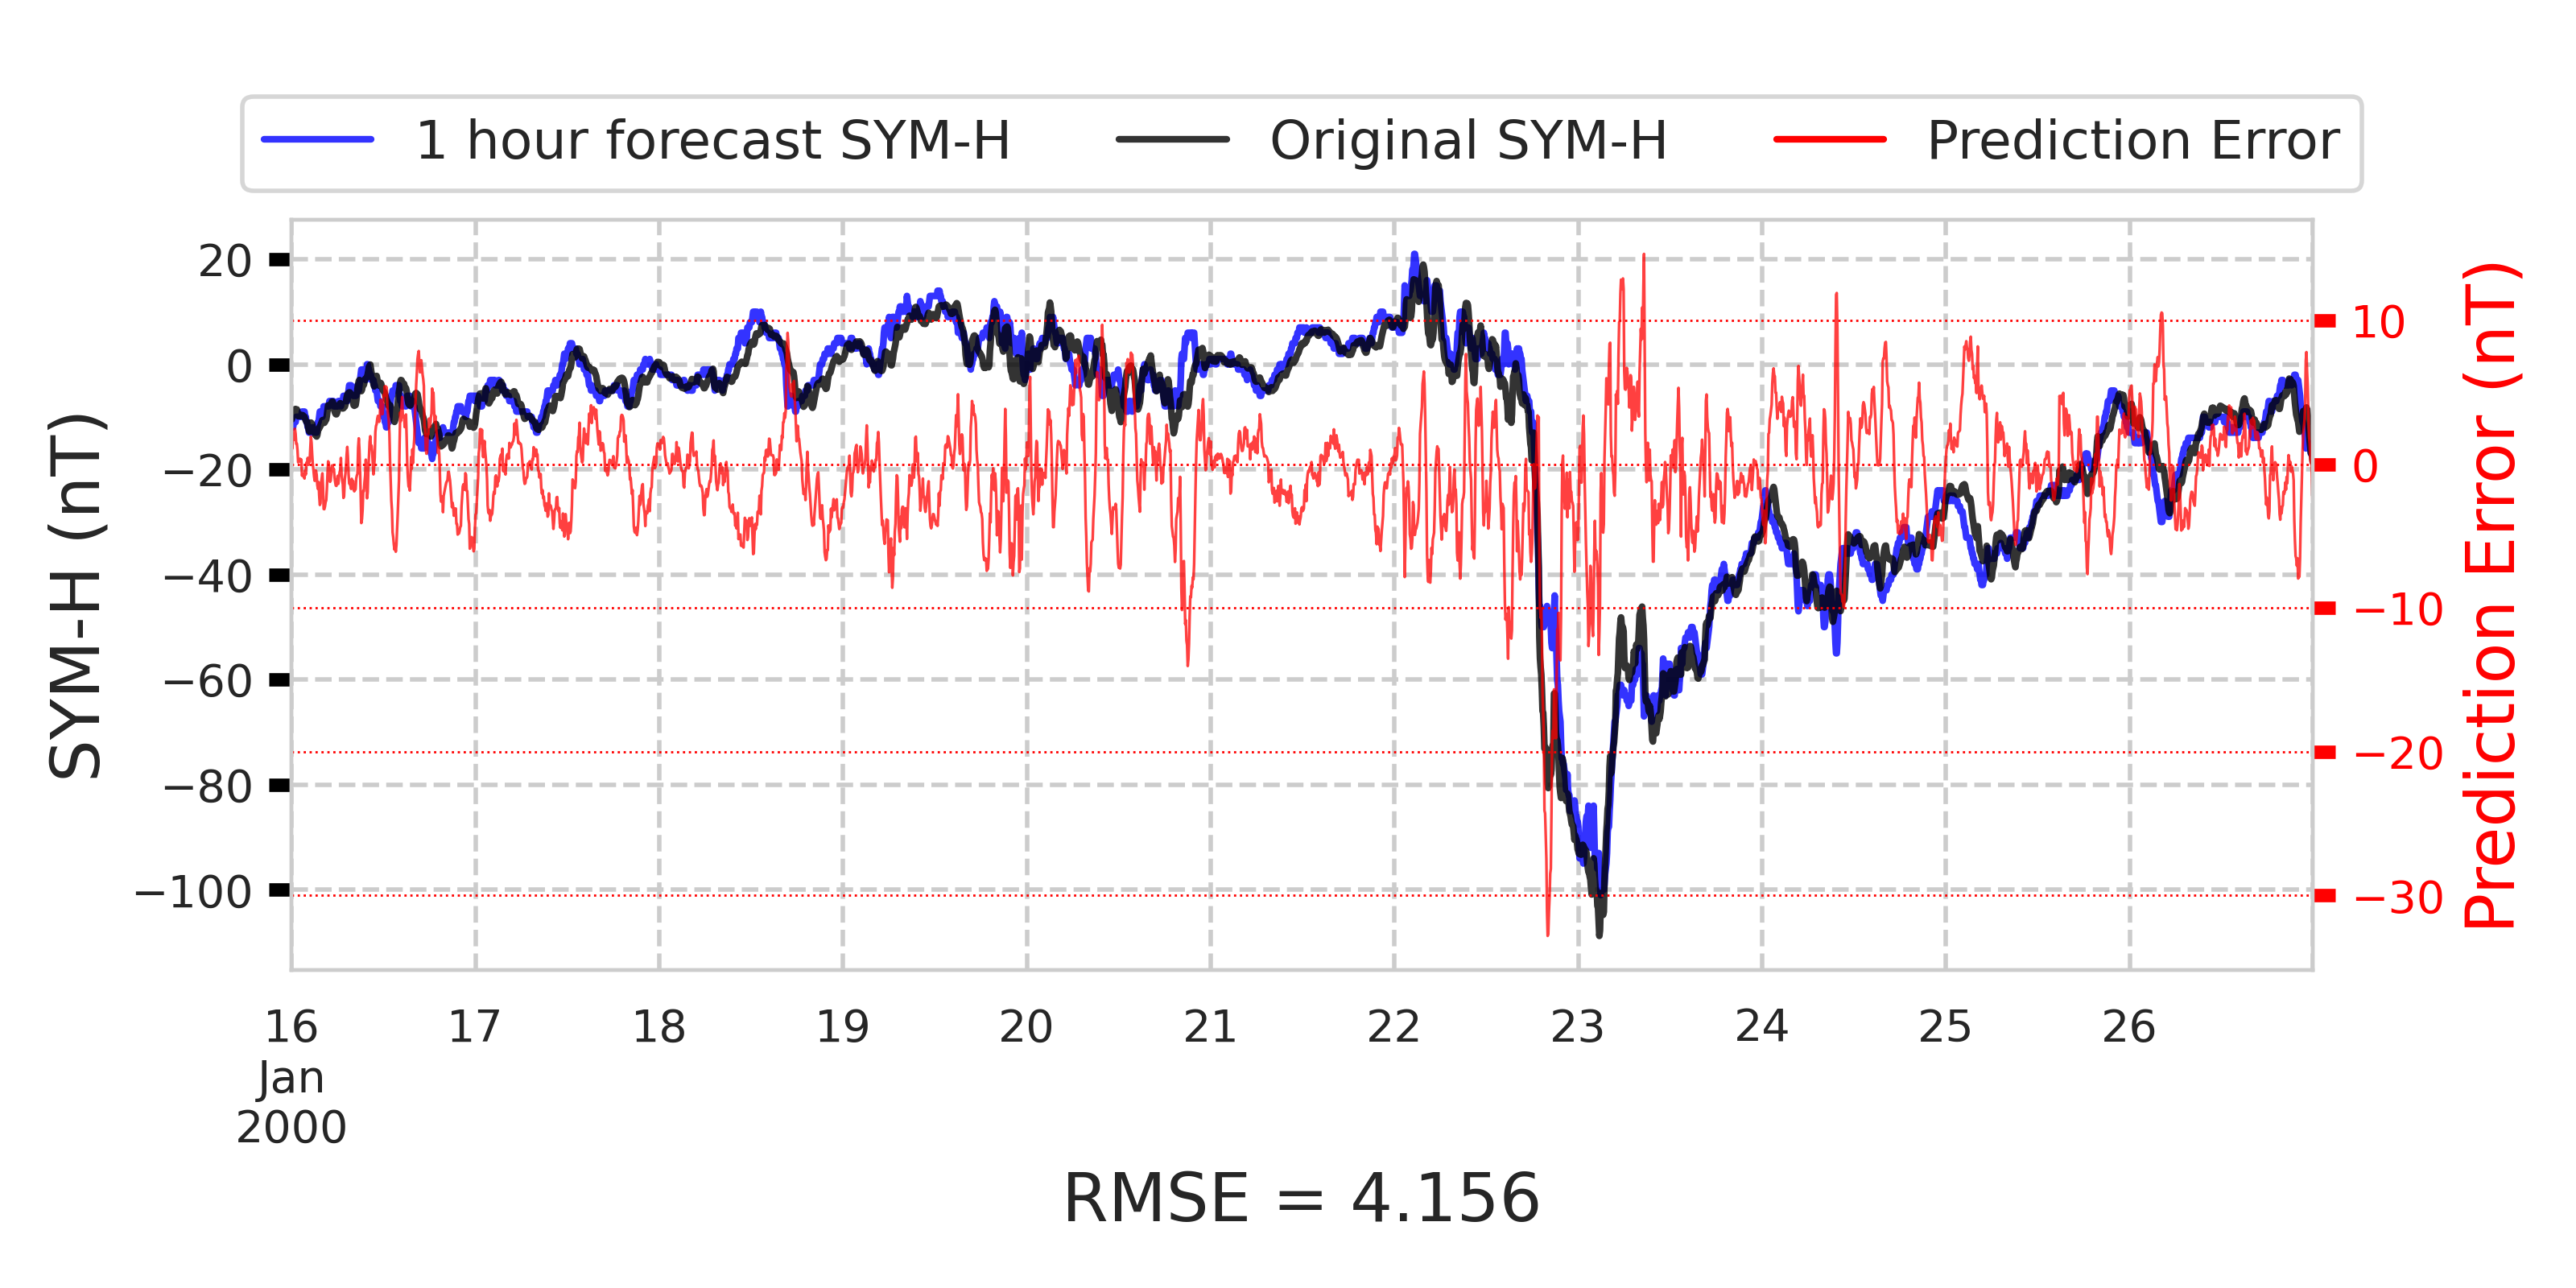 1 hour forecast SYM-H Original SYM-H Prediction Error
SYM-H (nT)
20
0
−20
−40
−60
−80
−100
10
0
−10
−20
−30
Prediction Error (nT)
16 17 18 19 20 21 22 23 24 25 26
Jan
2000
RMSE = 4.156